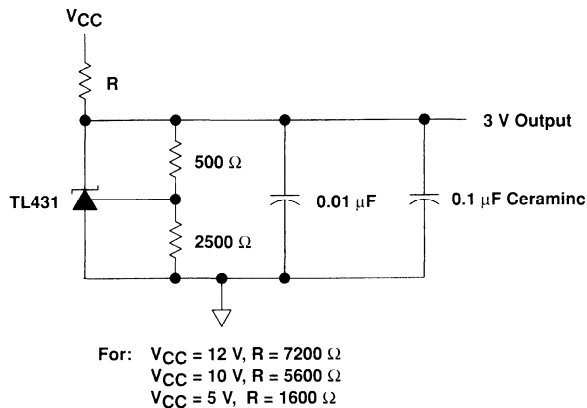 VCC
R
3 V Output
500 Ω
TL431
0.01 μF
0.1 μF Ceraminc
2500 Ω
For: VCC = 12 V, R = 7200 Ω
VCC = 10 V, R = 5600 Ω
VCC = 5 V, R = 1600 Ω